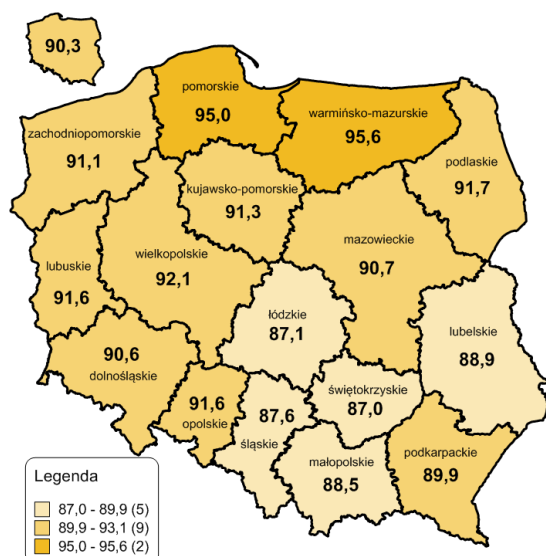 90,3
pomorskie
95,0
warmińsko-mazurskie
95,6
zachodniopomorskie
91,1
podlaskie
91,7
kujawsko-pomorskie
91,3
mazowieckie
90,7
wielkopolskie
92,1
lubuskie
91,6
łódzkie
87,1
lubelskie
88,9
90,6
dolnośląskie
91,6
opolskie
87,6
śląskie
świętokrzyskie
87,0
małopolskie
88,5
podkarpackie
89,9
Legenda
87,0 - 89,9 (5)
89,9 - 93,1 (9)
95,0 - 95,6 (2)